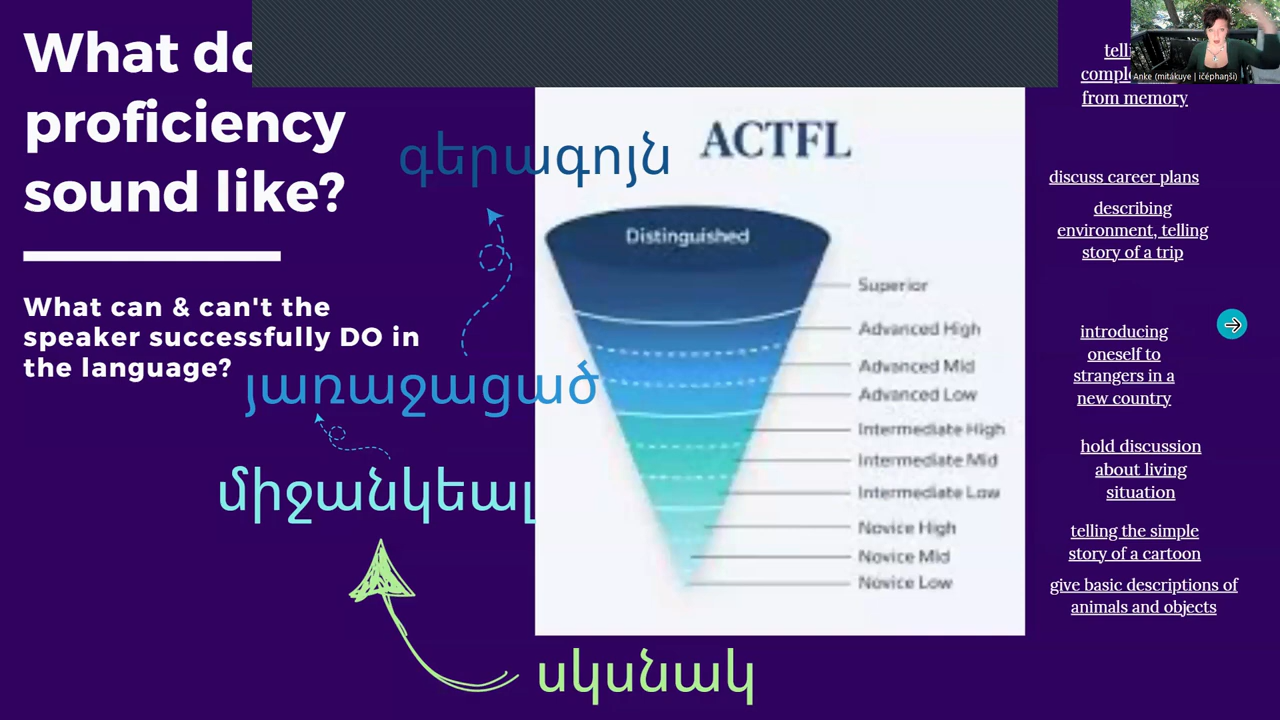 What do
proficiency
sound like?
What can & can't the
speaker successfully DO in
the language?
գերագոյն
յառաջացած
միջանկեալ
սկսնակ
ACTFL
Distinguished
Superior
Advanced High
Advanced Mid
Advanced Low
Intermediate High
Intermediate Mid
Intermediate Low
Novice High
Novice Mid
Novice Low
Anke (mitákuye | ičépȟaŋši)
from memory
discuss career plans
describing
environment, telling
story of a trip
introducing
oneself to
strangers in a
new country
hold discussion
about living
situation
telling the simple
story of a cartoon
give basic descriptions of
animals and objects